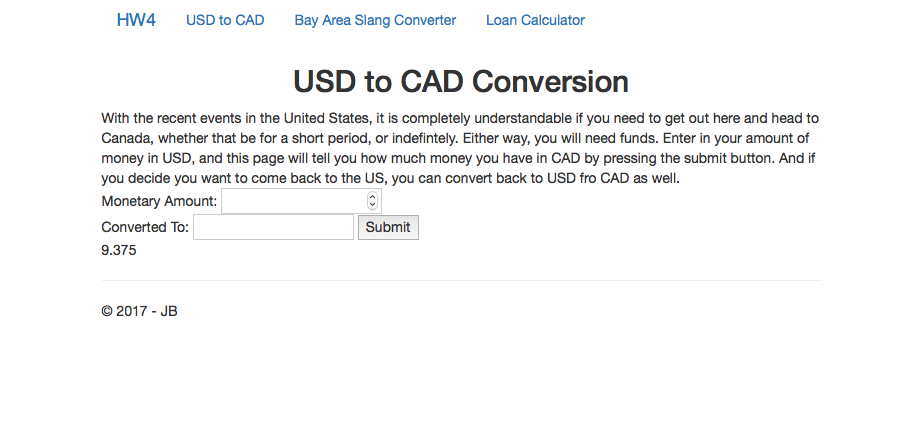 HW4 USD to CAD Bay Area Slang Converter Loan Calculator
USD to CAD Conversion
With the recent events in the United States, it is completely understandable if you need to get out here and head to
Canada, whether that be for a short period, or indefintely. Either way, you will need funds. Enter in your amount of
money in USD, and this page will tell you how much money you have in CAD by pressing the submit button. And if
you decide you want to come back to the US, you can convert back to USD fro CAD as well.
Monetary Amount:
Converted To: Submit
9.375
© 2017 - JB